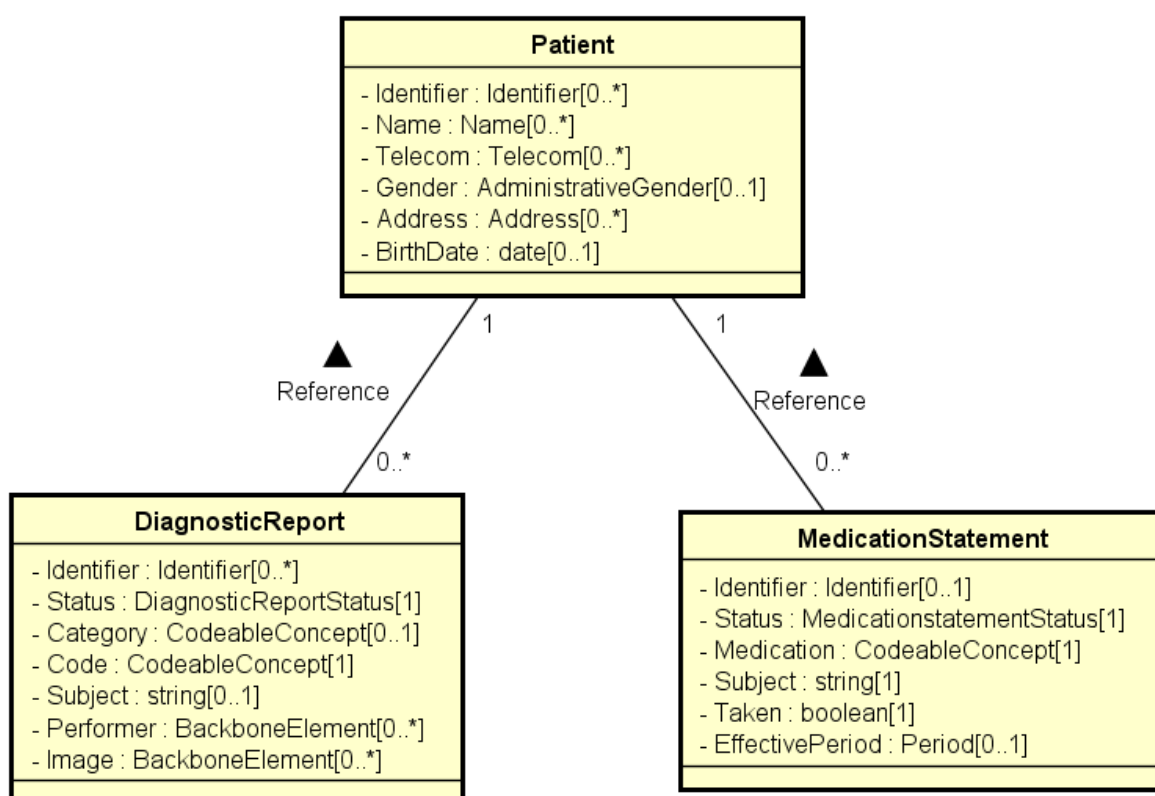 Patient
- Identifier : Identifier[0..*]
- Name : Name[0..*]
- Telecom : Telecom[0..*]
- Gender : AdministrativeGender[0..1]
- Address : Address[0..*]
- BirthDate : date[0..1]
1
1
Reference
Reference
0..*
0..*
DiagnosticReport
- Identifier : Identifier[0..*]
- Status : DiagnosticReportStatus[1]
- Category : CodeableConcept[0..1]
- Code : CodeableConcept[1]
- Subject : string[0..1]
- Performer : BackboneElement[0..*]
- Image : BackboneElement[0..*]
MedicationStatement
- Identifier : Identifier[0..1]
- Status : MedicationstatementStatus[1]
- Medication : CodeableConcept[1]
- Subject : string[1]
- Taken : boolean[1]
- EffectivePeriod : Period[0..1]